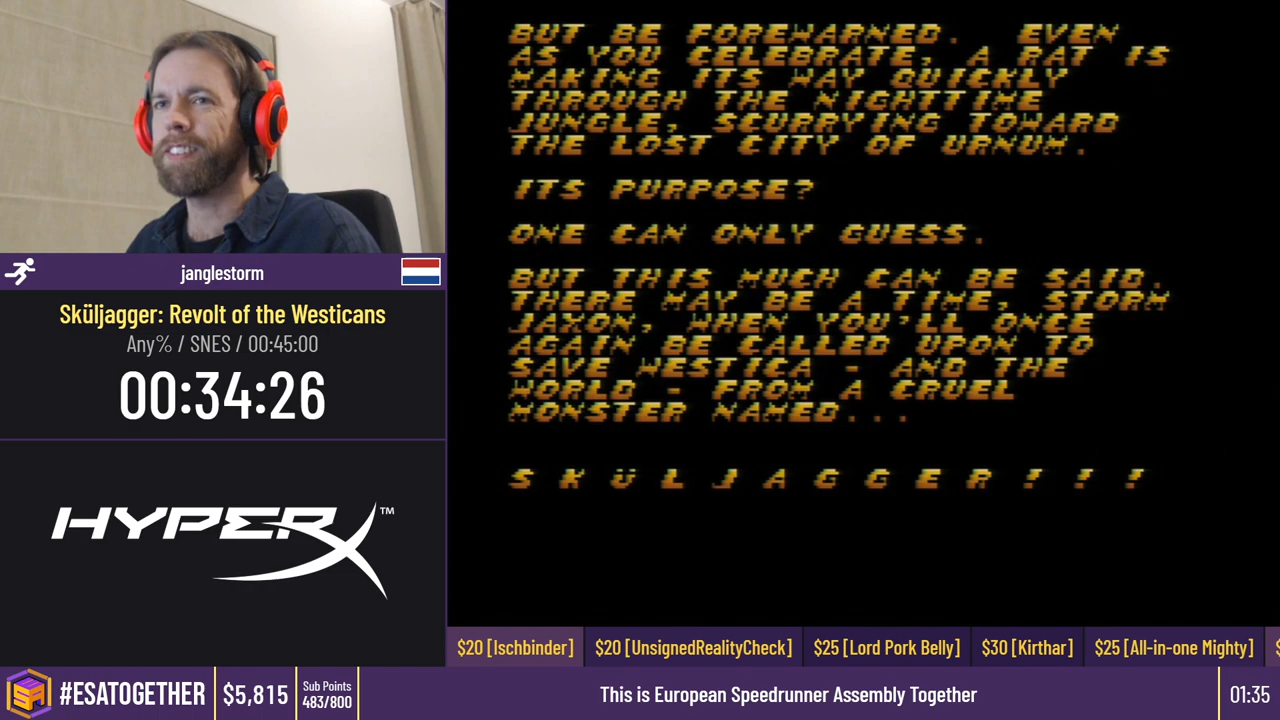 BUT BE FOREWARNED. EVEN
AS YOU CELEBRATE, A RAT IS
MAKING ITS WAY QUICKLY
THROUGH THE NIGHTTIME
JUNGLE, SCURRYING TOWARD
THE LOST CITY OF URNUM.
ITS PURPOSE?
ONE CAN ONLY GUESS.
BUT THIS MUCH CAN BE SAID.
THERE MAY BE A TIME, STORM
JAXON, WHEN YOU'LL ONCE
AGAIN BE CALLED UPON TO
SAVE WESTICA - AND THE
WORLD - FROM A CRUEL
MONSTER NAMED...
SKÜLJAGGER!!!
janglestorm
Sküljagger: Revolt of the Westicans
Any% / SNES / 00:45:00
00:34:26
HYPERX™
$20 [Ischbinder]
$20 [UnsignedRealityCheck]
$25 [Lord Pork Belly]
$30 [Kirthar]
$25 [All-in-one Mighty]
$
#ESATOGETHER
$5,815
Sub Points
483/800
This is European Speedrunner Assembly Together
01:35